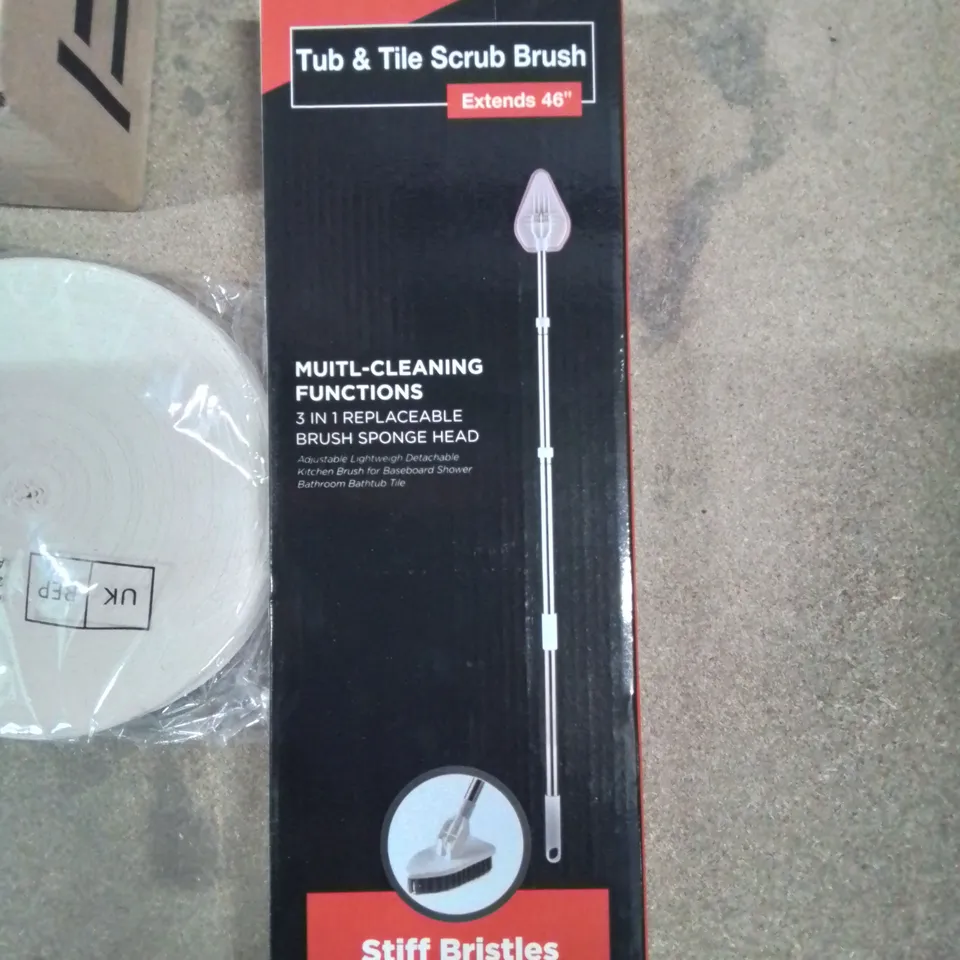 Tub & Tile Scrub Brush
Extends 46"
MUITL-CLEANING
FUNCTIONS
3 IN 1 REPLACEABLE
BRUSH SPONGE HEAD
Adjustable Lightweigh Detachable
Kitchen Brush for Baseboard Shower
Bathroom Bathtub Tile
UK REP
Stiff Bristles